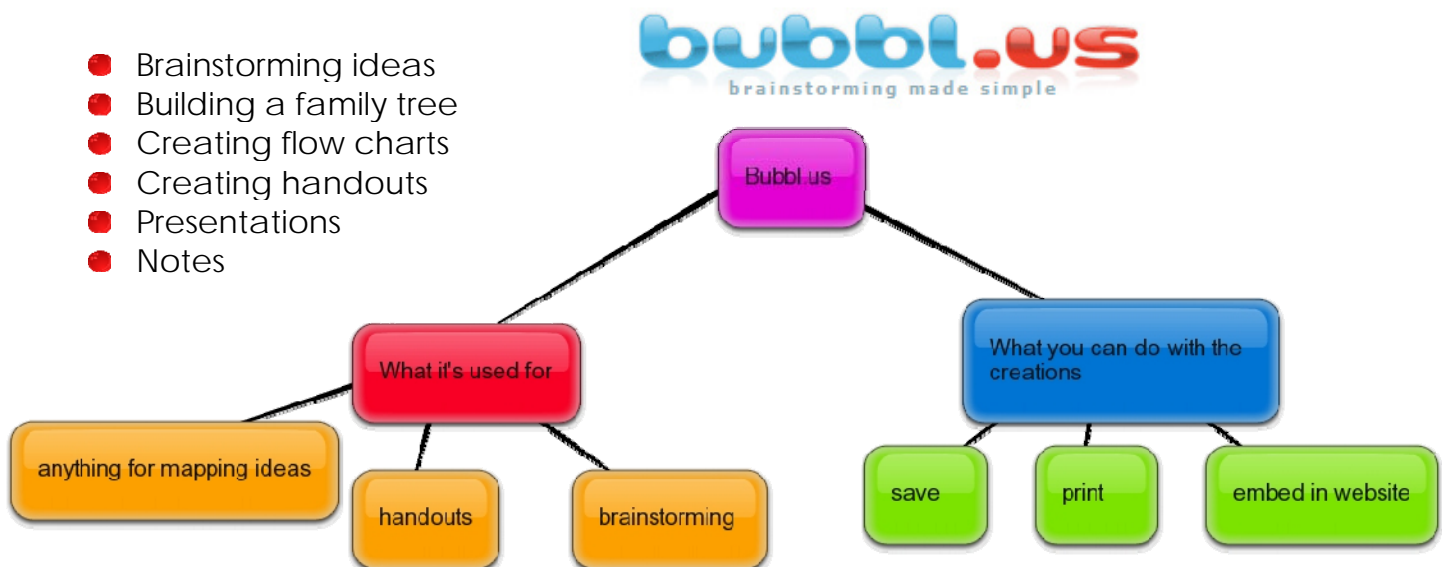 bubbl.us
brainstorming made simple
Brainstorming ideas
Building a family tree
Creating flow charts
Creating handouts
Presentations
Notes
Bubbl.us
What it's used for
What you can do with the
creations
anything for mapping ideas
handouts
brainstorming
save
print
embed in website